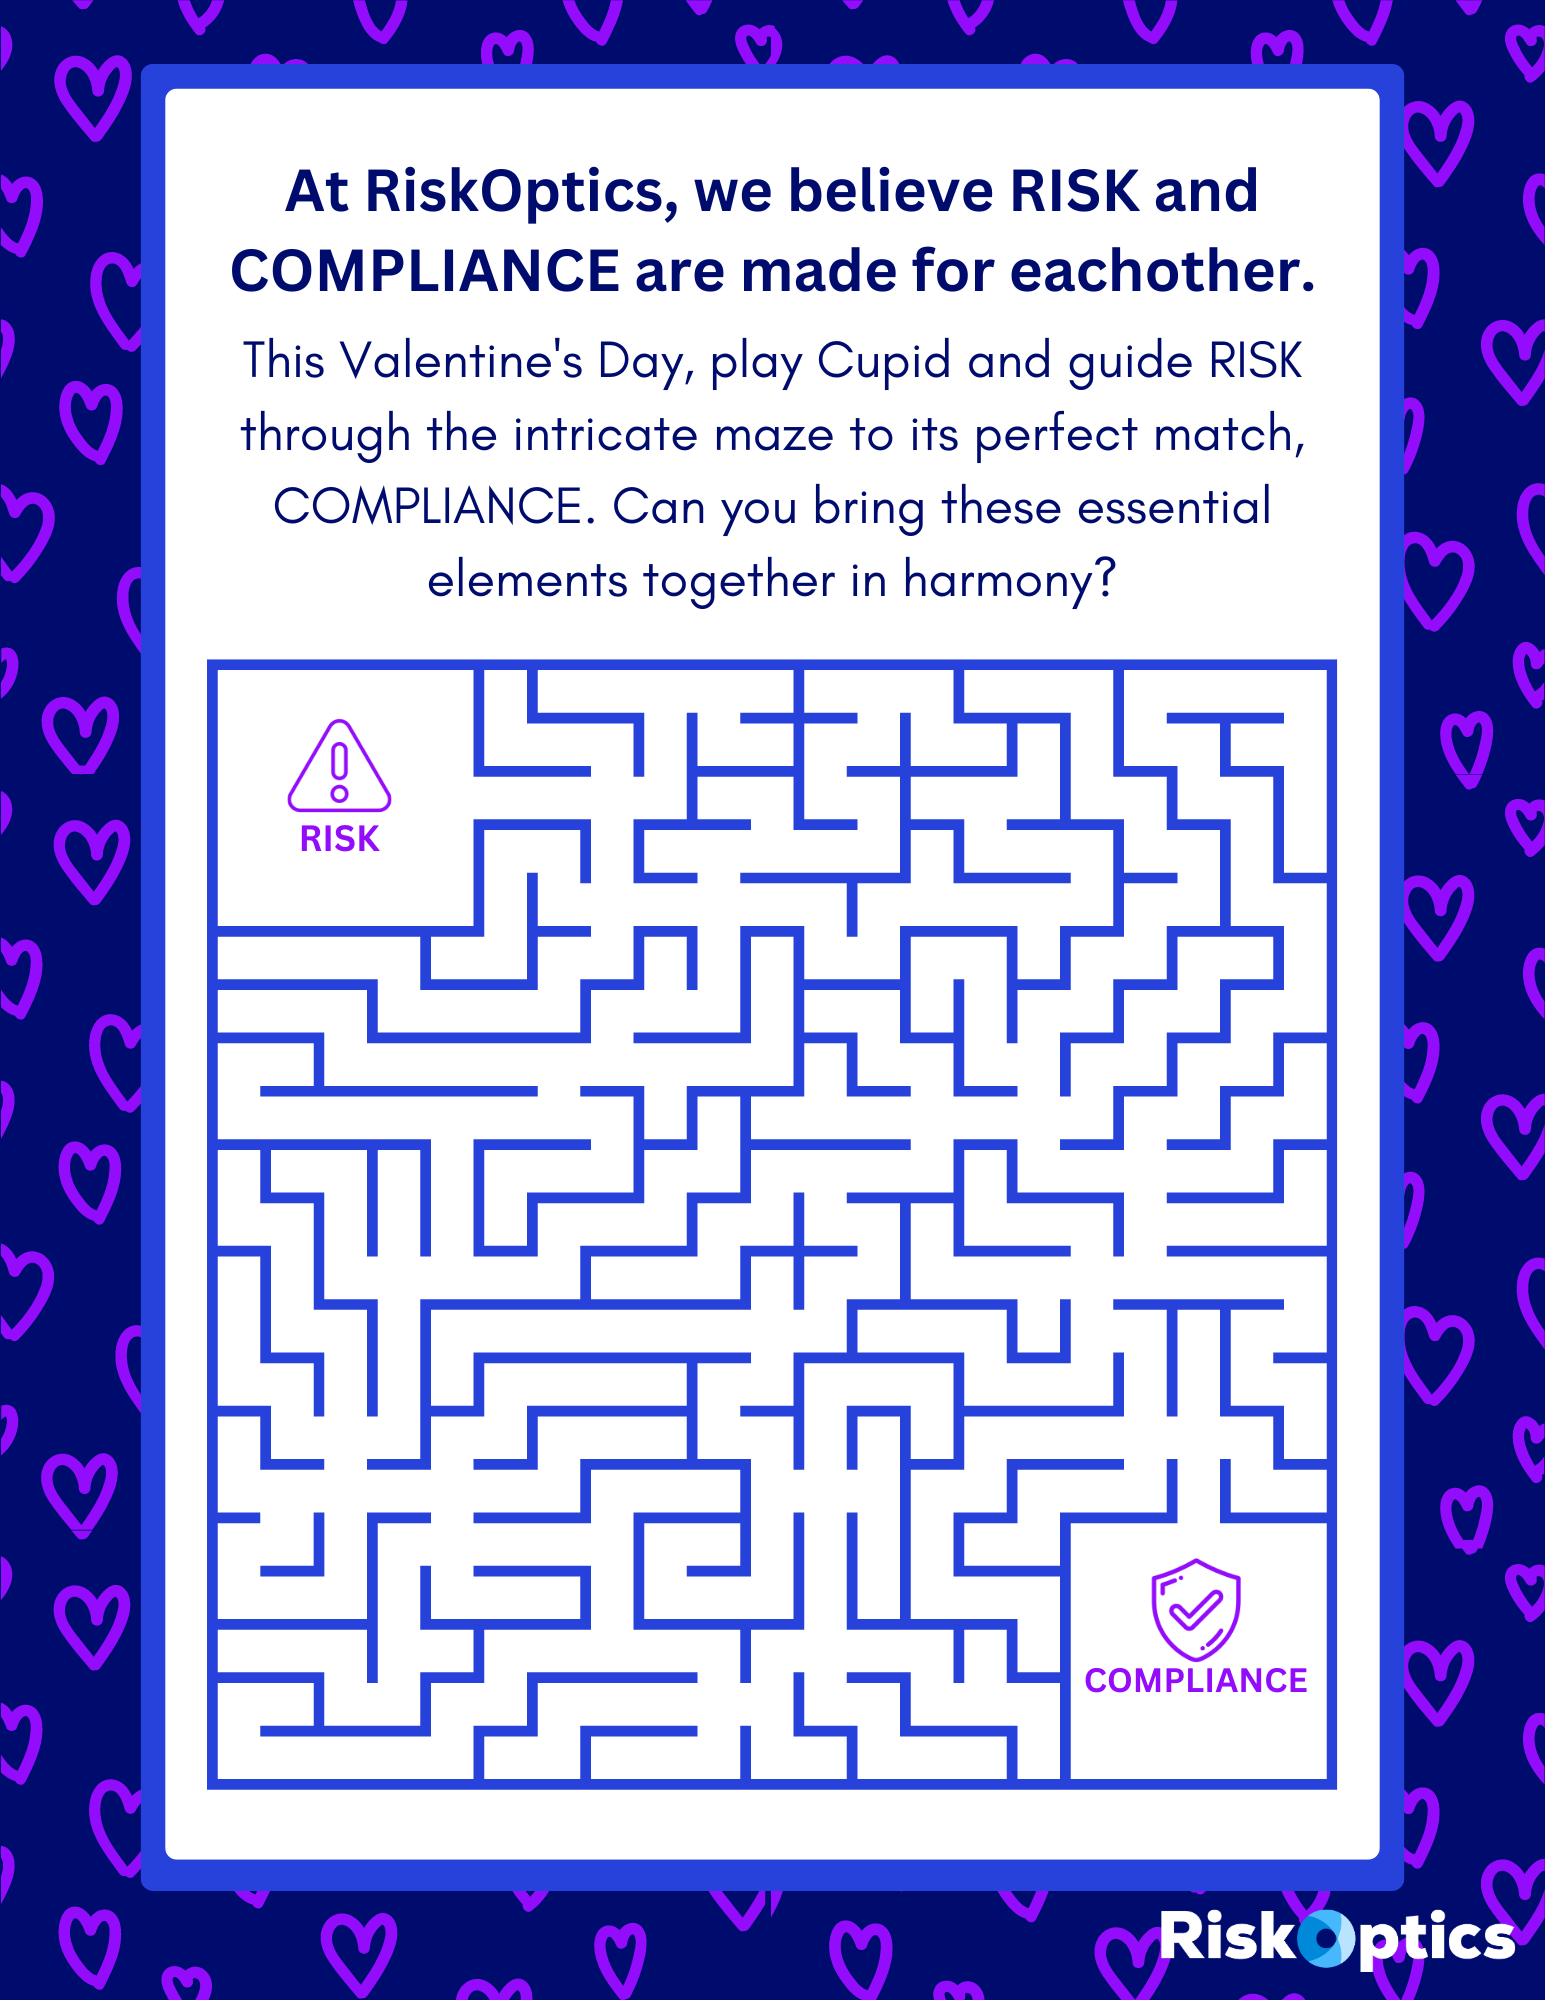 At RiskOptics, we believe RISK and
COMPLIANCE are made for eachother.
This Valentine's Day, play Cupid and guide RISK
through the intricate maze to its perfect match,
COMPLIANCE. Can you bring these essential
elements together in harmony?
RISK
COMPLIANCE
RiskOptics